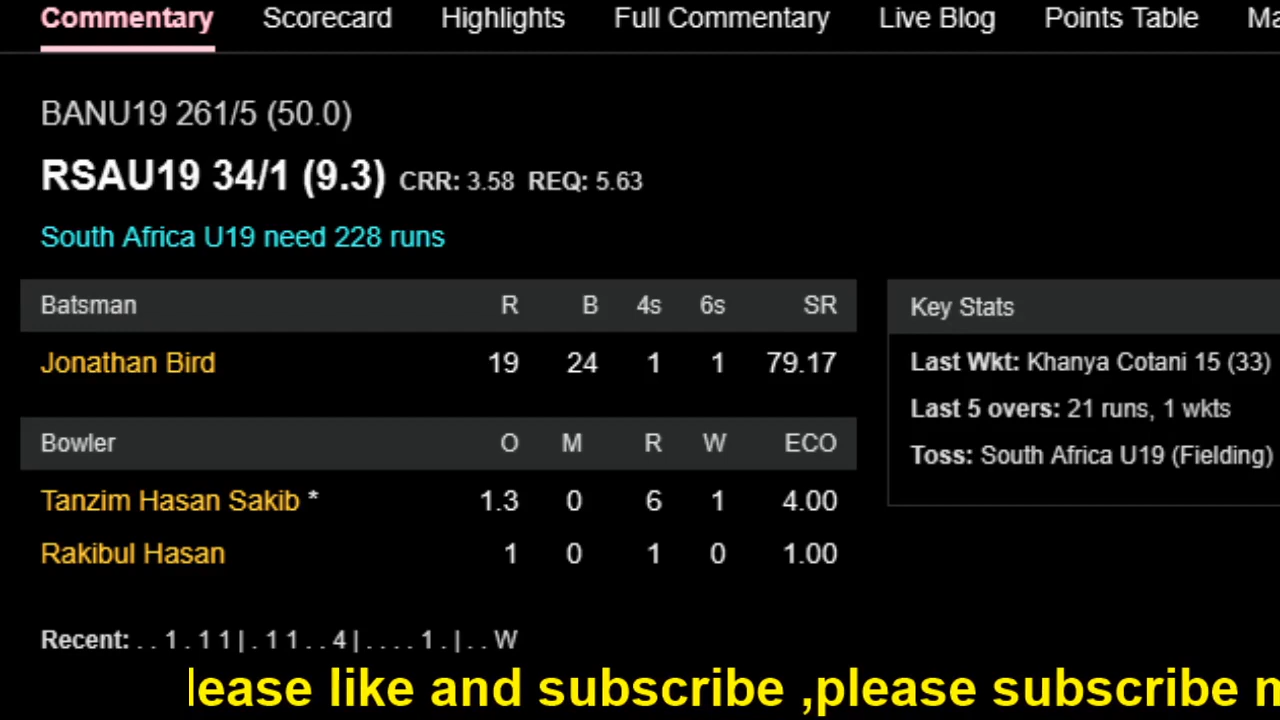 Commentary Scorecard Highlights Full Commentary Live Blog Points Table
BANU19 261/5 (50.0)
RSAU19 34/1 (9.3) CRR: 3.58 REQ: 5.63
South Africa U19 need 228 runs
Batsman R B 4s 6s SR
Jonathan Bird 19 24 1 1 79.17
Bowler O M R W ECO
Tanzim Hasan Sakib * 1.3 0 6 1 4.00
Rakibul Hasan 1 0 1 0 1.00
Key Stats
Last Wkt: Khanya Cotani 15 (33)
Last 5 overs: 21 runs, 1 wkts
Toss: South Africa U19 (Fielding)
Recent: . . 1 . 1 1 | . 1 1 . . 4 | . . . . 1 . | . . W
lease like and subscribe ,please subscribe